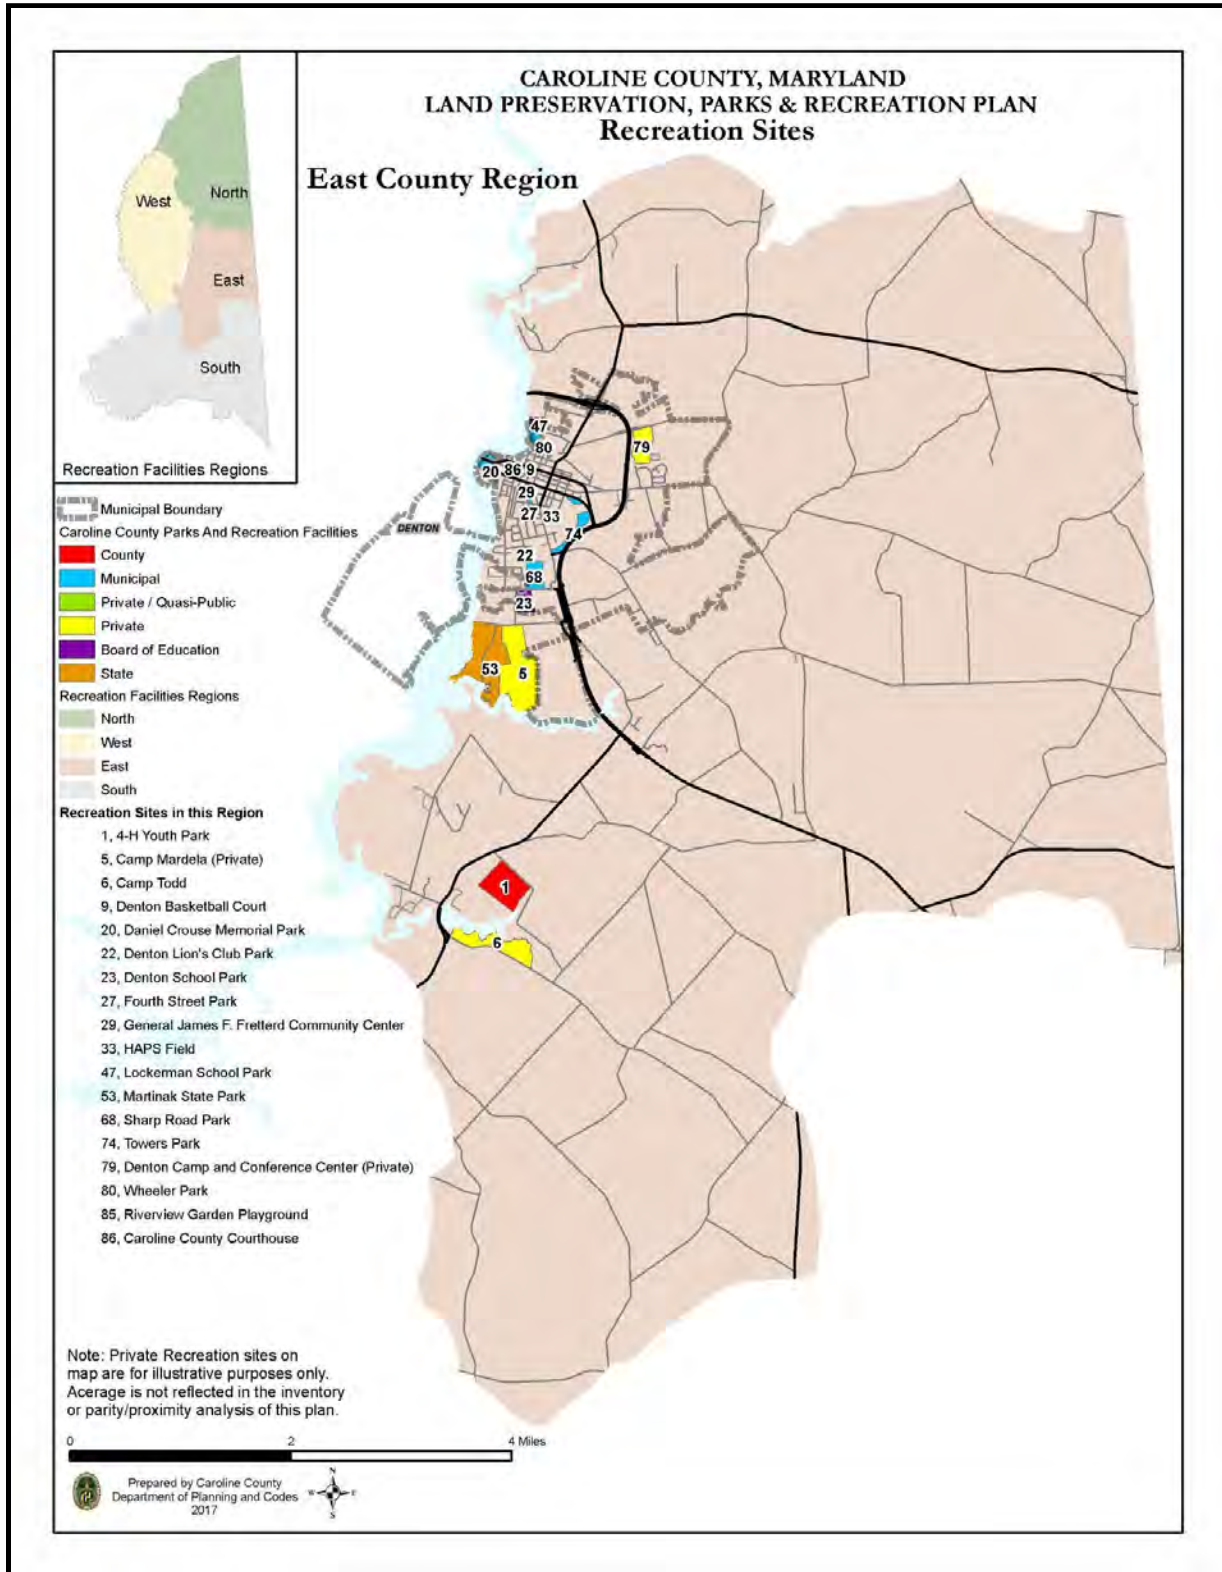 CAROLINE COUNTY, MARYLAND
LAND PRESERVATION, PARKS & RECREATION PLAN
Recreation Sites
East County Region
North
West
East
South
Recreation Facilities Regions
Municipal Boundary
Caroline County Parks And Recreation Facilities
County
Municipal
Private / Quasi-Public
Private
Board of Education
State
Recreation Facilities Regions
North
West
East
South
Recreation Sites in this Region
1, 4-H Youth Park
5, Camp Mardela (Private)
6, Camp Todd
9, Denton Basketball Court
20, Daniel Crouse Memorial Park
22, Denton Lion's Club Park
23, Denton School Park
27, Fourth Street Park
29, General James F. Fretterd Community Center
33, HAPS Field
47, Lockerman School Park
53, Martinak State Park
68, Sharp Road Park
74, Towers Park
79, Denton Camp and Conference Center (Private)
80, Wheeler Park
85, Riverview Garden Playground
86, Caroline County Courthouse
47
80
79
20
86
9
29
27
33
74
DENTON
22
68
23
53
5
1
6
Note: Private Recreation sites on
map are for illustrative purposes only.
Acerage is not reflected in the inventory
or parity/proximity analysis of this plan.
0 2 4 Miles
Prepared by Caroline County
Department of Planning and Codes
2017
N
W E
S